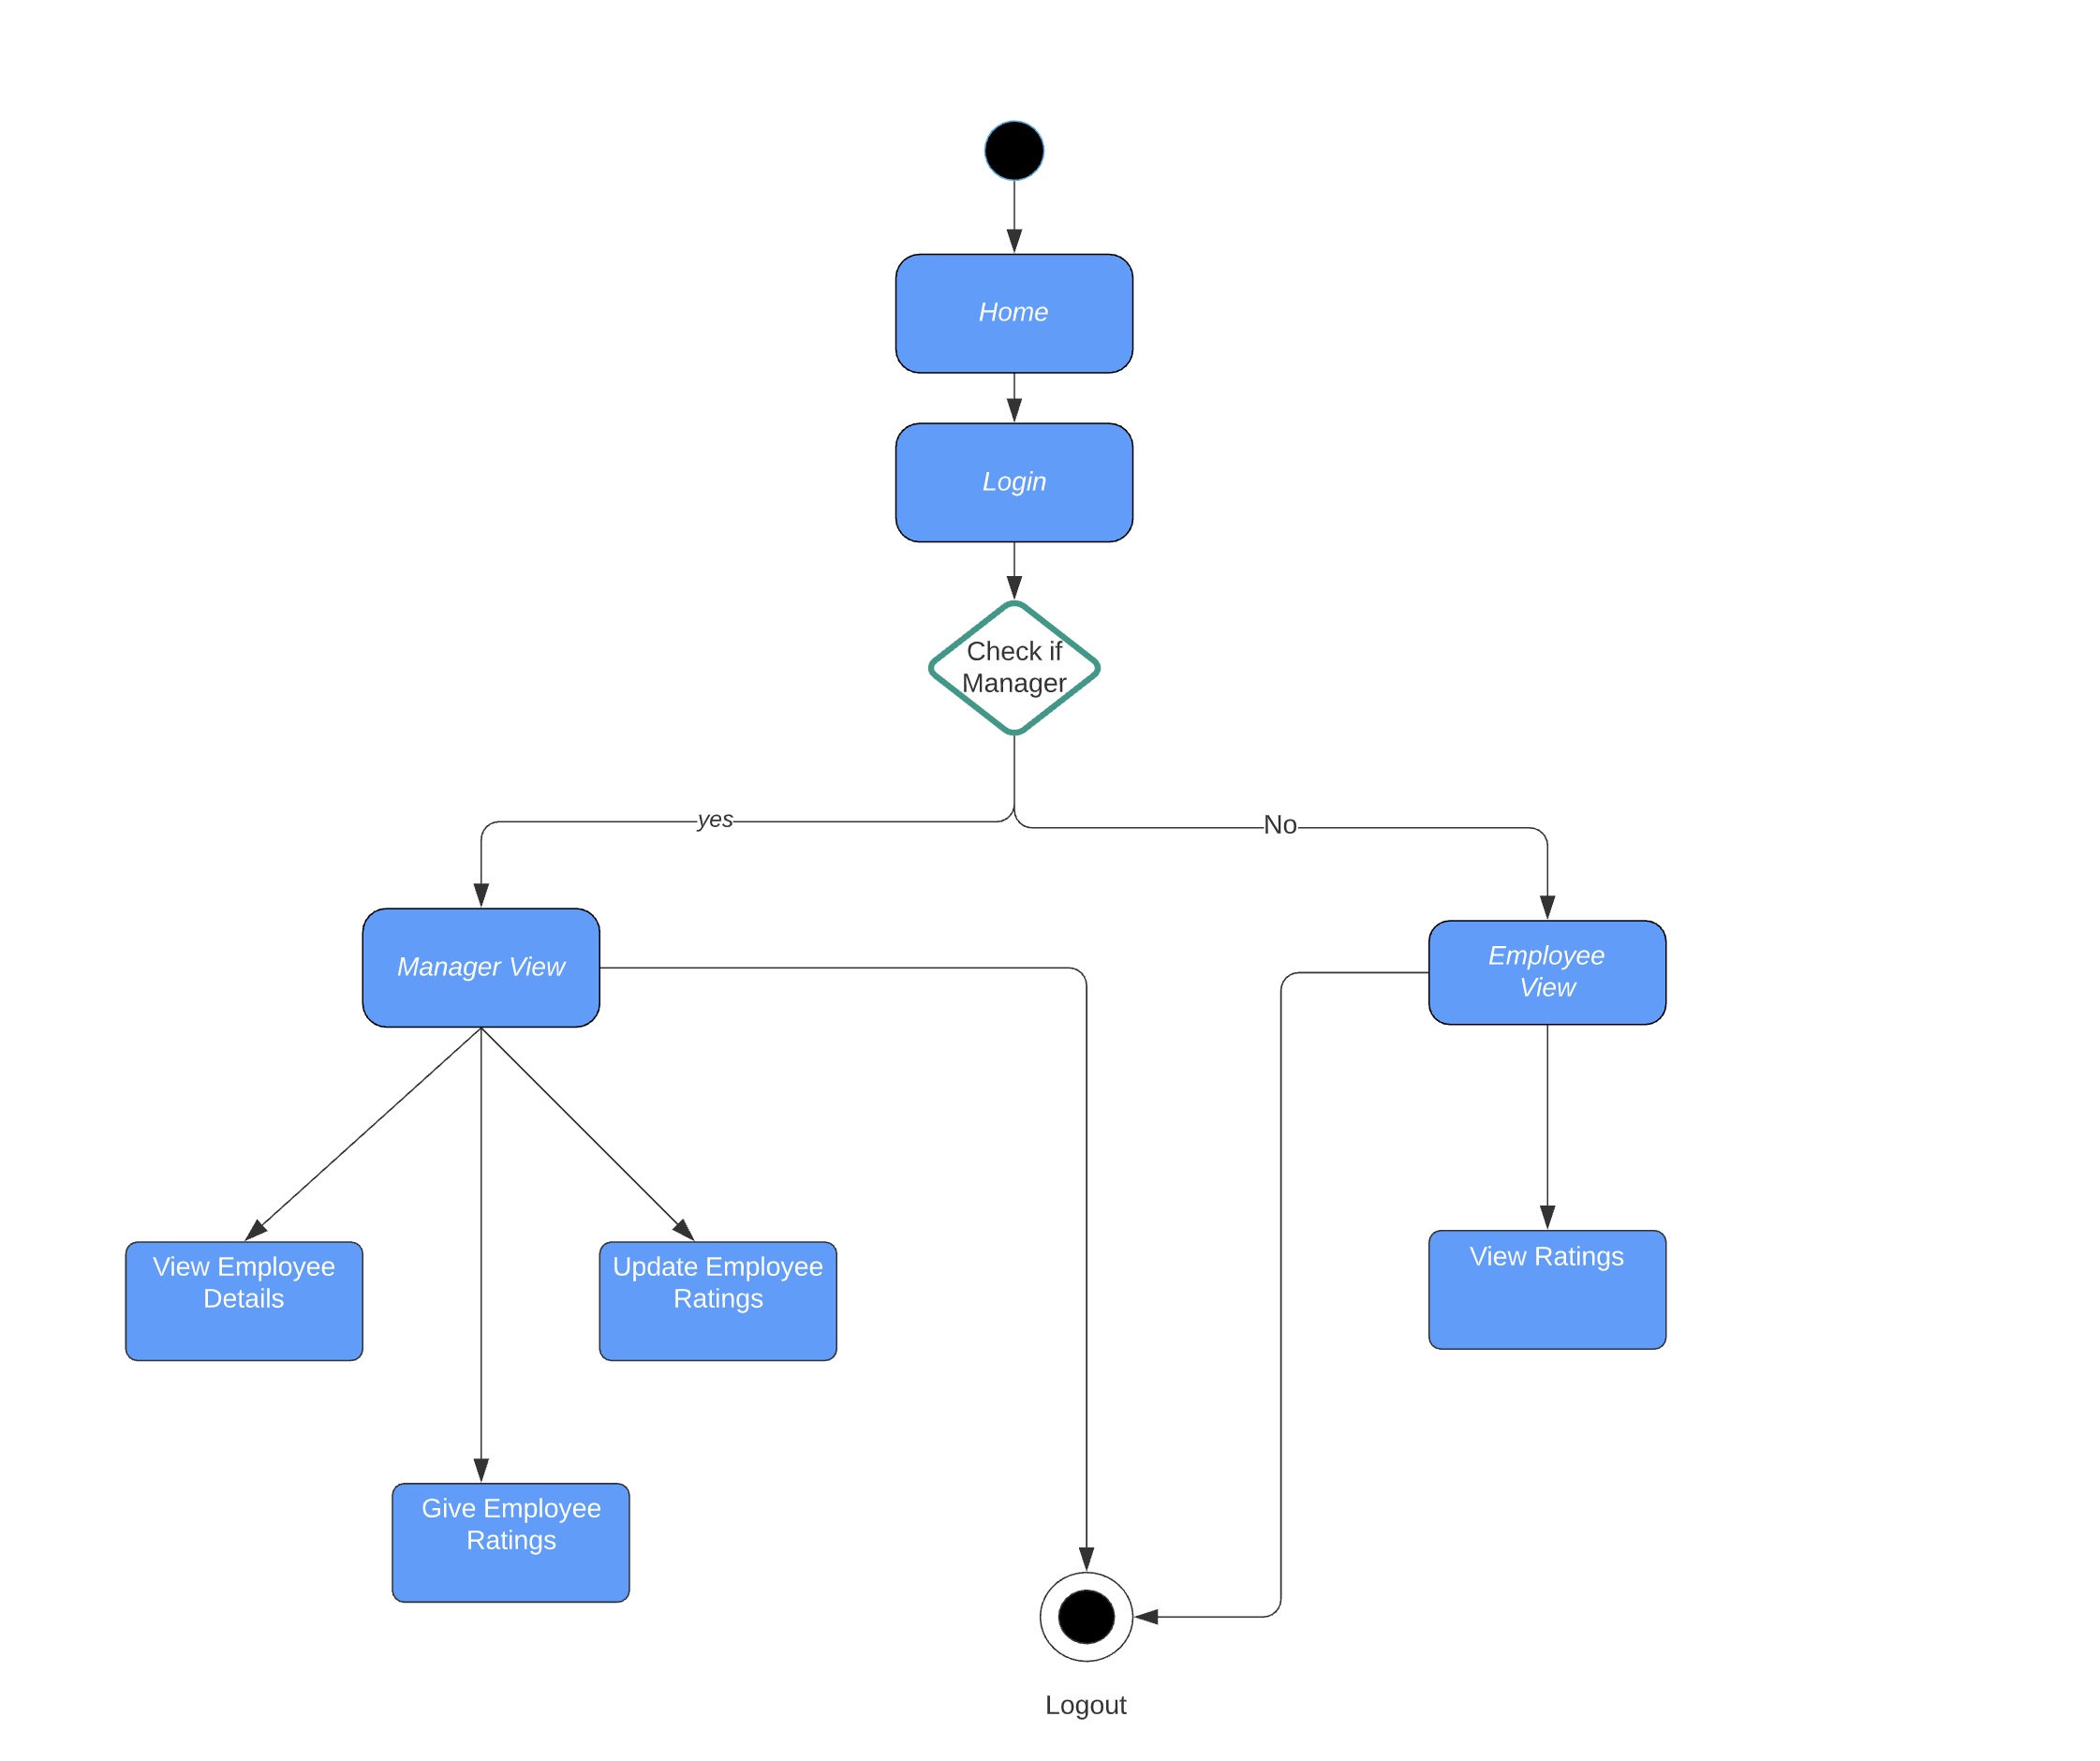 Home
Login
Check if
Manager
yes
No
Manager View
Employee
View
View Employee
Details
Update Employee
Ratings
View Ratings
Give Employee
Ratings
Logout